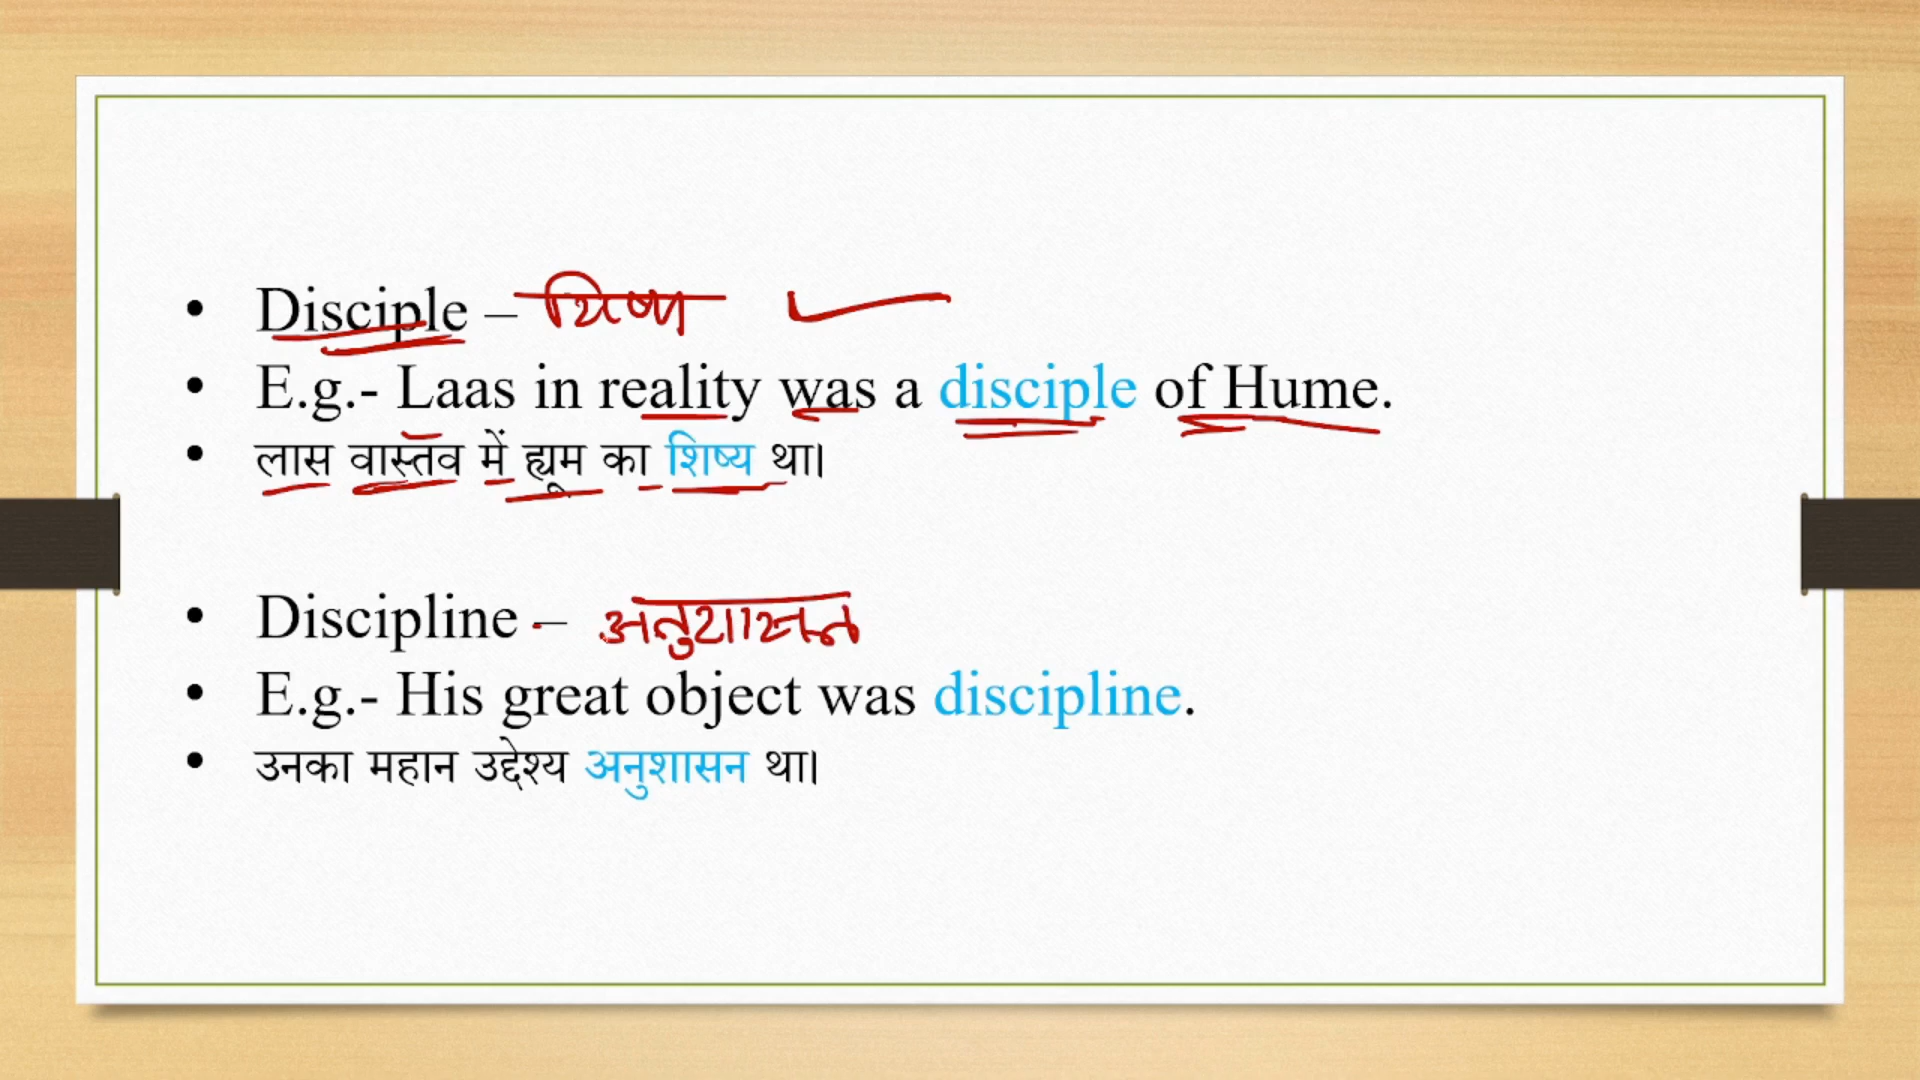 • Disciple – शिष्य
• E.g.- Laas in reality was a disciple of Hume.
• लास वास्तव में ह्यूम का शिष्य था।
• Discipline – अनुशासन
• E.g.- His great object was discipline.
• उनका महान उद्देश्य अनुशासन था।